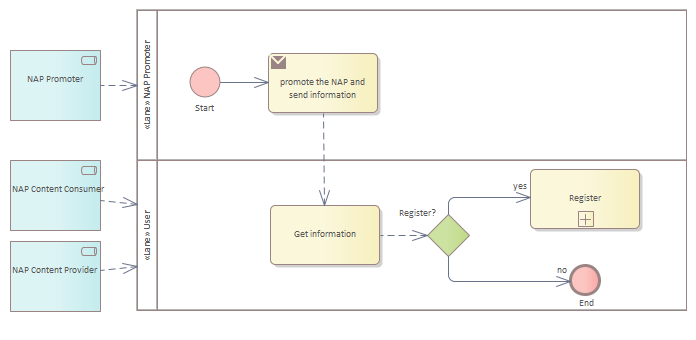 NAP Promoter
«Lane» NAP Promoter
Start
promote the NAP and
send information
NAP Content Consumer
NAP Content Provider
«Lane» User
Get information
Register?
yes
Register
no
End